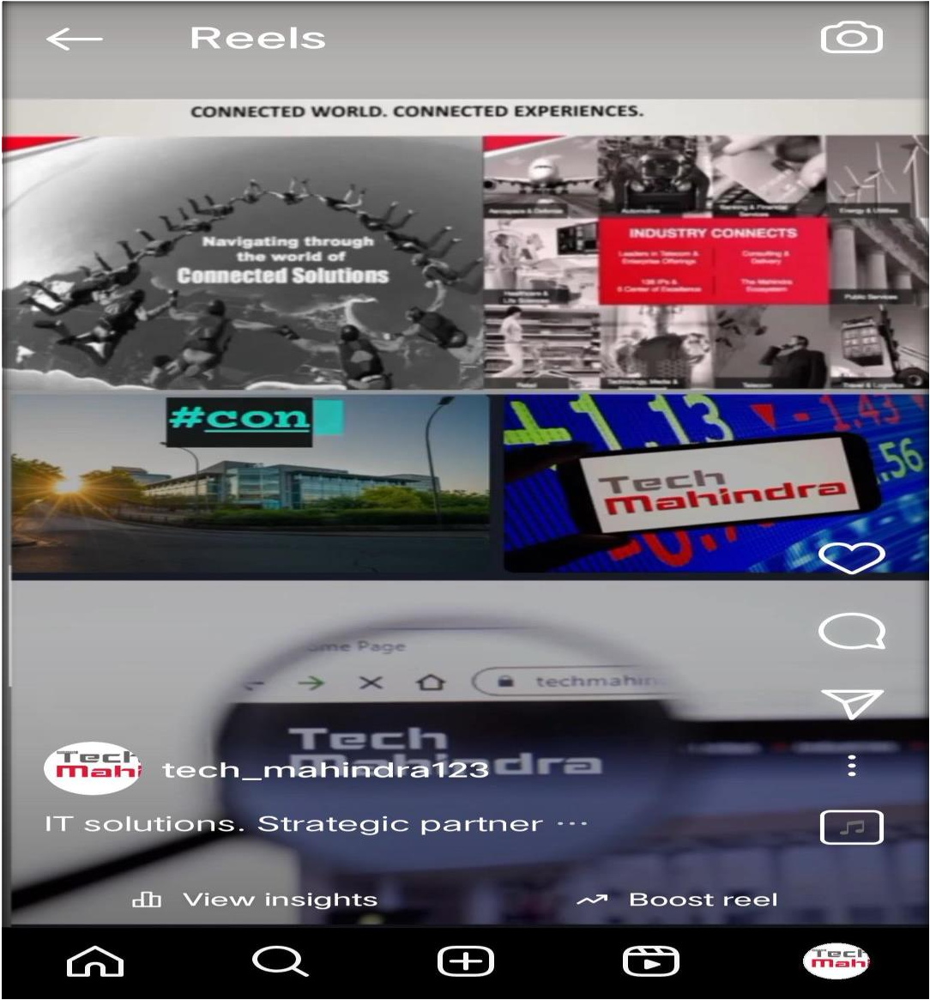 Reels
CONNECTED WORLD. CONNECTED EXPERIENCES.
Navigating through
the world of
Connected Solutions
Aerospace & Defense
Automotive
Banking & Financial
Services
Energy & Utilities
INDUSTRY CONNECTS
Leaders in Telecom &
Enterprise Offerings
Consulting &
Delivery
138 IPs &
6 Center of Excellence
The Mahindra
Ecosystem
Healthcare &
Life Sciences
Public Services
Retail
Technology, Media &
Telecom
Travel & Logistics
#con
+1.13
-1.43
.56
Tech
Mahindra
ome Page
techmahin
Tech
Mahindra
Tech
Mahi
tech_mahindra123
IT solutions. Strategic partner ...
View insights
Boost reel
Tech
Mahi